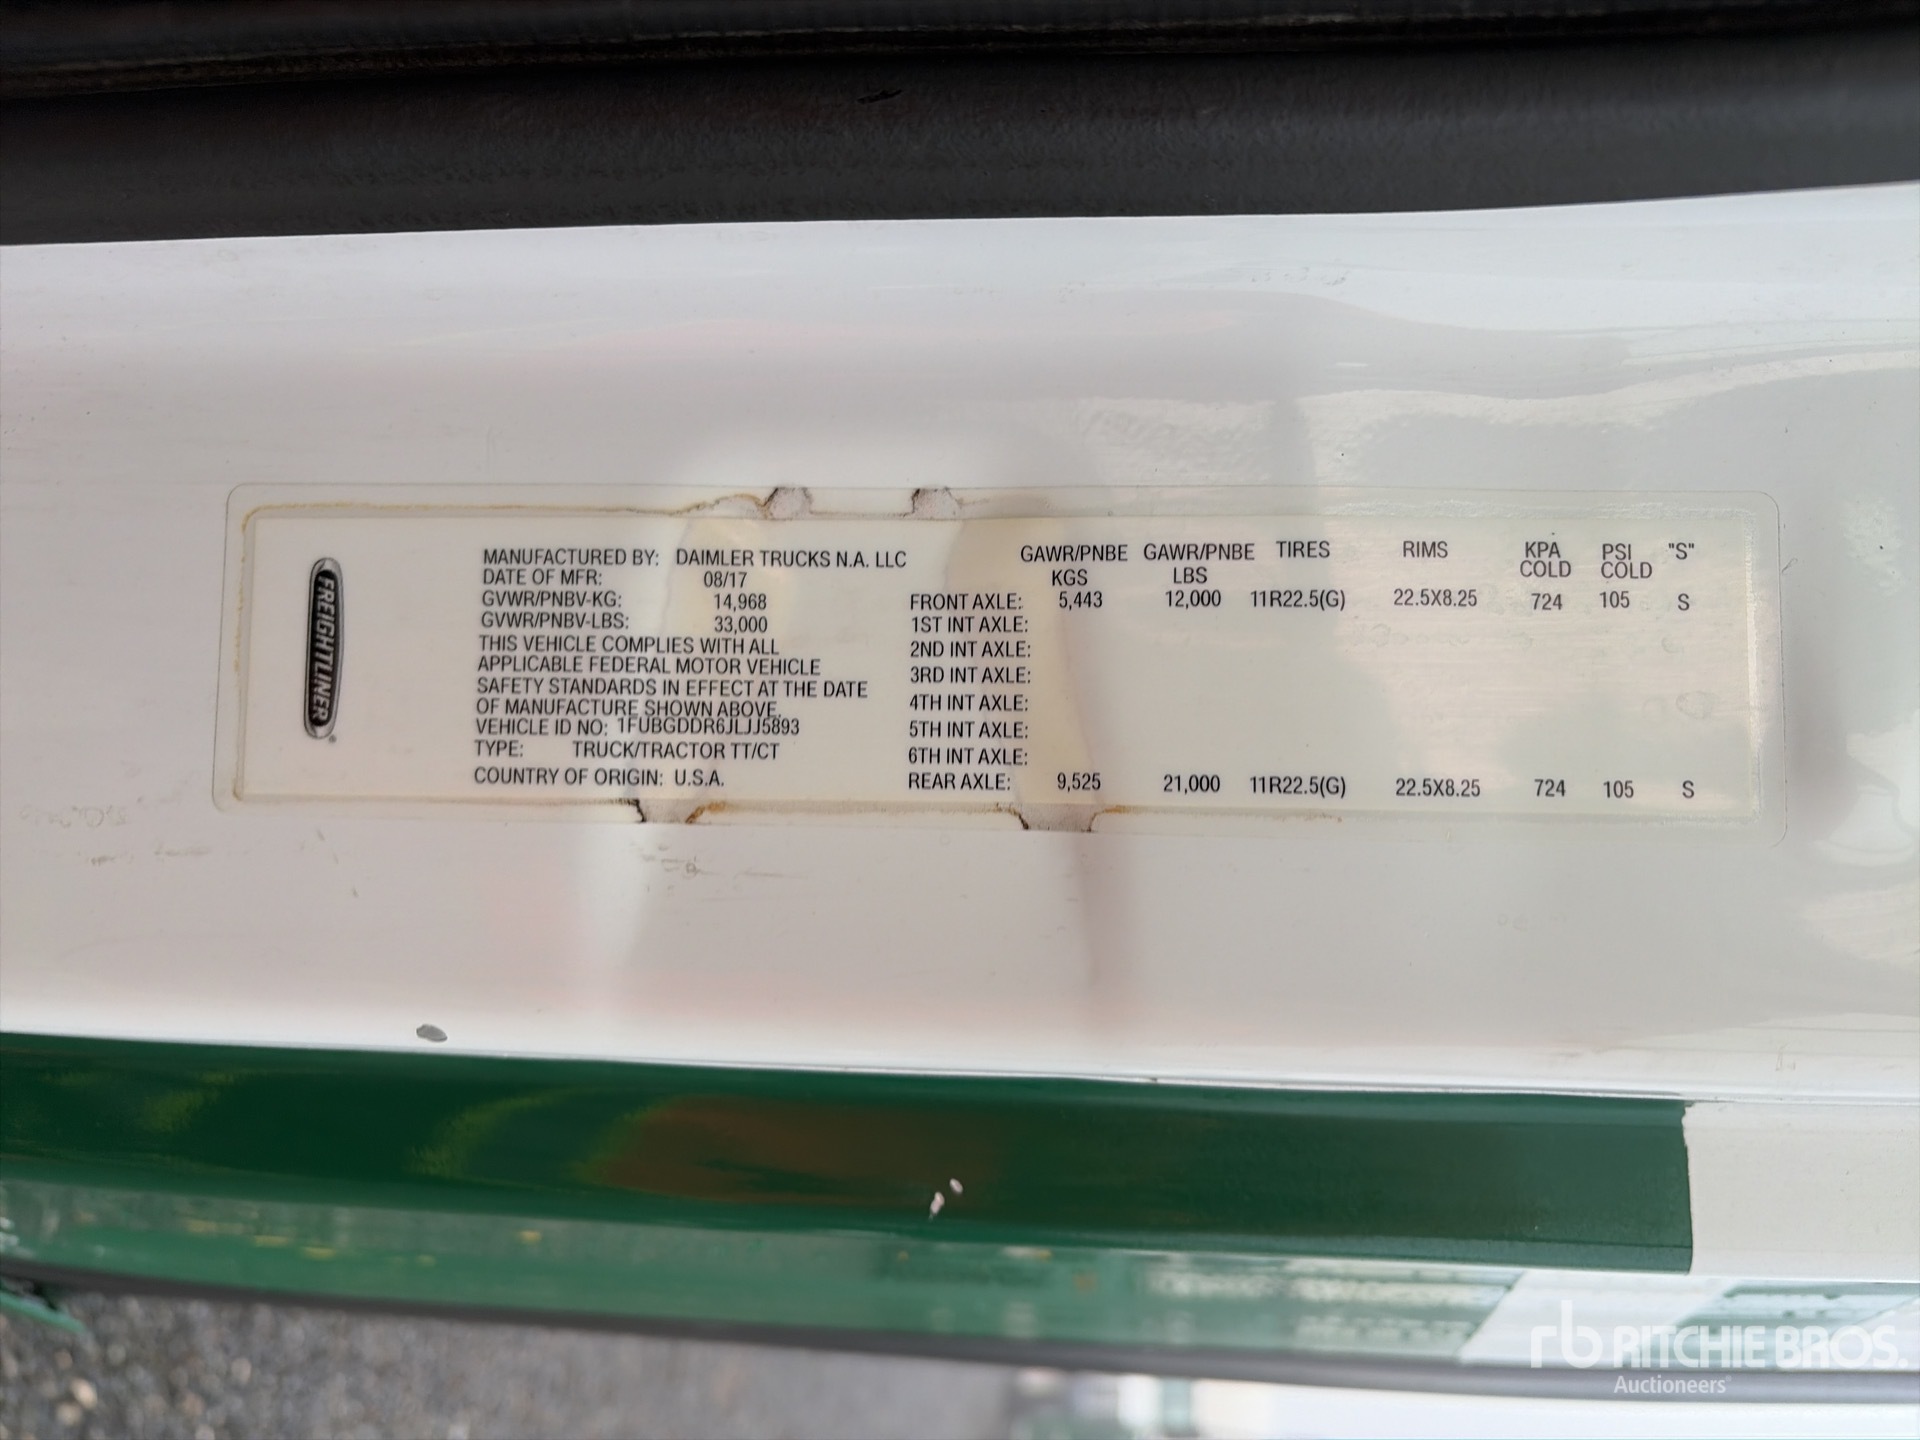 FREIGHTLINER®
MANUFACTURED BY: DAIMLER TRUCKS N.A. LLC
DATE OF MFR: 08/17
GVWR/PNBV-KG: 14,968
GVWR/PNBV-LBS: 33,000
THIS VEHICLE COMPLIES WITH ALL
APPLICABLE FEDERAL MOTOR VEHICLE
SAFETY STANDARDS IN EFFECT AT THE DATE
OF MANUFACTURE SHOWN ABOVE.
VEHICLE ID NO: 1FUBGDDR6JLJJ5893
TYPE: TRUCK/TRACTOR TT/CT
COUNTRY OF ORIGIN: U.S.A.
GAWR/PNBE GAWR/PNBE TIRES RIMS KPA PSI "S"
KGS LBS COLD COLD
FRONT AXLE: 5,443 12,000 11R22.5(G) 22.5X8.25 724 105 S
1ST INT AXLE:
2ND INT AXLE:
3RD INT AXLE:
4TH INT AXLE:
5TH INT AXLE:
6TH INT AXLE:
REAR AXLE: 9,525 21,000 11R22.5(G) 22.5X8.25 724 105 S
rb RITCHIE BROS.
Auctioneers